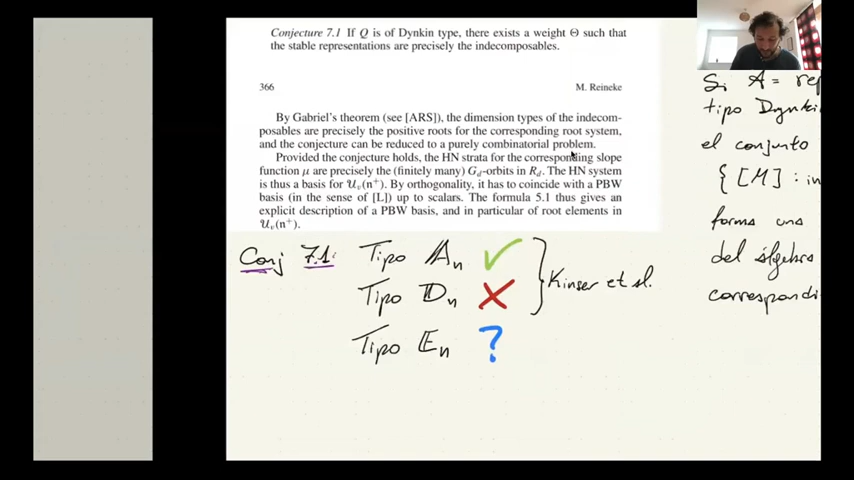 Conjecture 7.1 If Q is of Dynkin type, there exists a weight Θ such that
the stable representations are precisely the indecomposables.
366 M. Reineke
By Gabriel's theorem (see [ARS]), the dimension types of the indecom-
posables are precisely the positive roots for the corresponding root system,
and the conjecture can be reduced to a purely combinatorial problem.
Provided the conjecture holds, the HN strata for the corresponding slope
function μ are precisely the (finitely many) G_d-orbits in R_d. The HN system
is thus a basis for U_v(n⁺). By orthogonality, it has to coincide with a PBW
basis (in the sense of [L]) up to scalars. The formula 5.1 thus gives an
explicit description of a PBW basis, and in particular of root elements in
U_v(n⁺).
Conj 7.1: Tipo 𝔸n ✓
Tipo 𝔻n ✗
Kinser et al.
Tipo 𝔼n ?
Si A = rep
tipo Dynki
el conjunto
{ [M] : in
forma una
del álgebra
correspondi